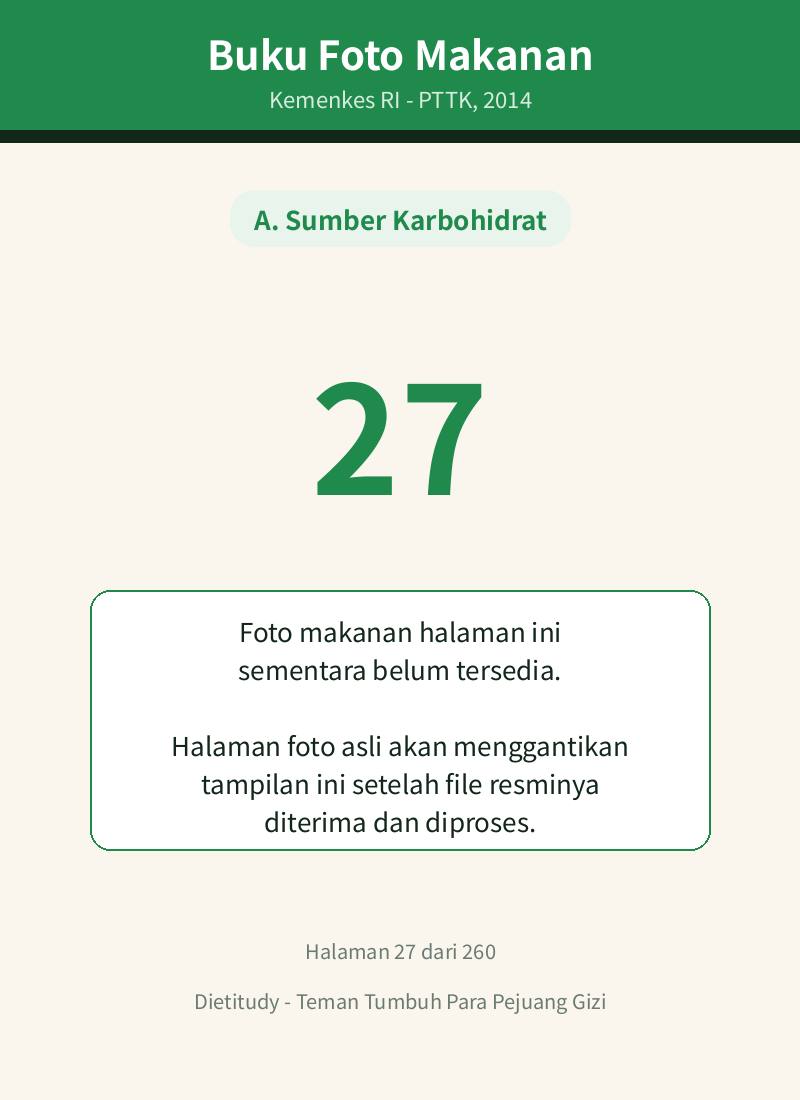 Buku Foto Makanan
Kemenkes RI - PTTK, 2014
A. Sumber Karbohidrat
27
Foto makanan halaman ini
sementara belum tersedia.
Halaman foto asli akan menggantikan
tampilan ini setelah file resminya
diterima dan diproses.
Halaman 27 dari 260
Dietitudy - Teman Tumbuh Para Pejuang Gizi